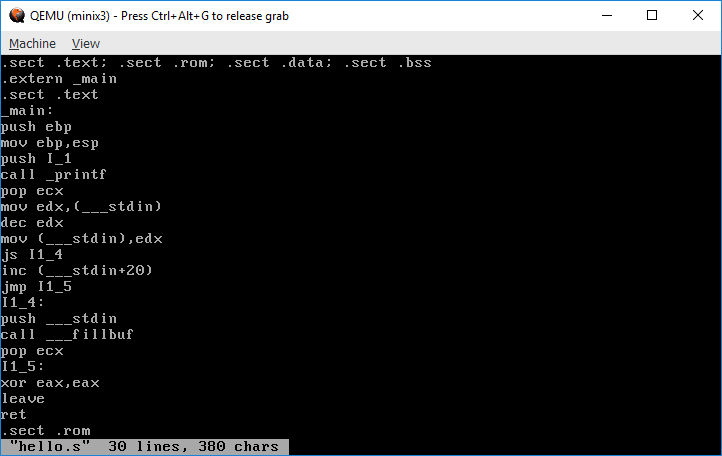 QEMU (minix3) - Press Ctrl+Alt+G to release grab
Machine View
.sect .text; .sect .rom; .sect .data; .sect .bss
.extern _main
.sect .text
_main:
push ebp
mov ebp,esp
push I_1
call _printf
pop ecx
mov edx,(___stdin)
dec edx
mov (___stdin),edx
js I1_4
inc (___stdin+20)
jmp I1_5
I1_4:
push ___stdin
call ___fillbuf
pop ecx
I1_5:
xor eax,eax
leave
ret
.sect .rom
"hello.s" 30 lines, 380 chars